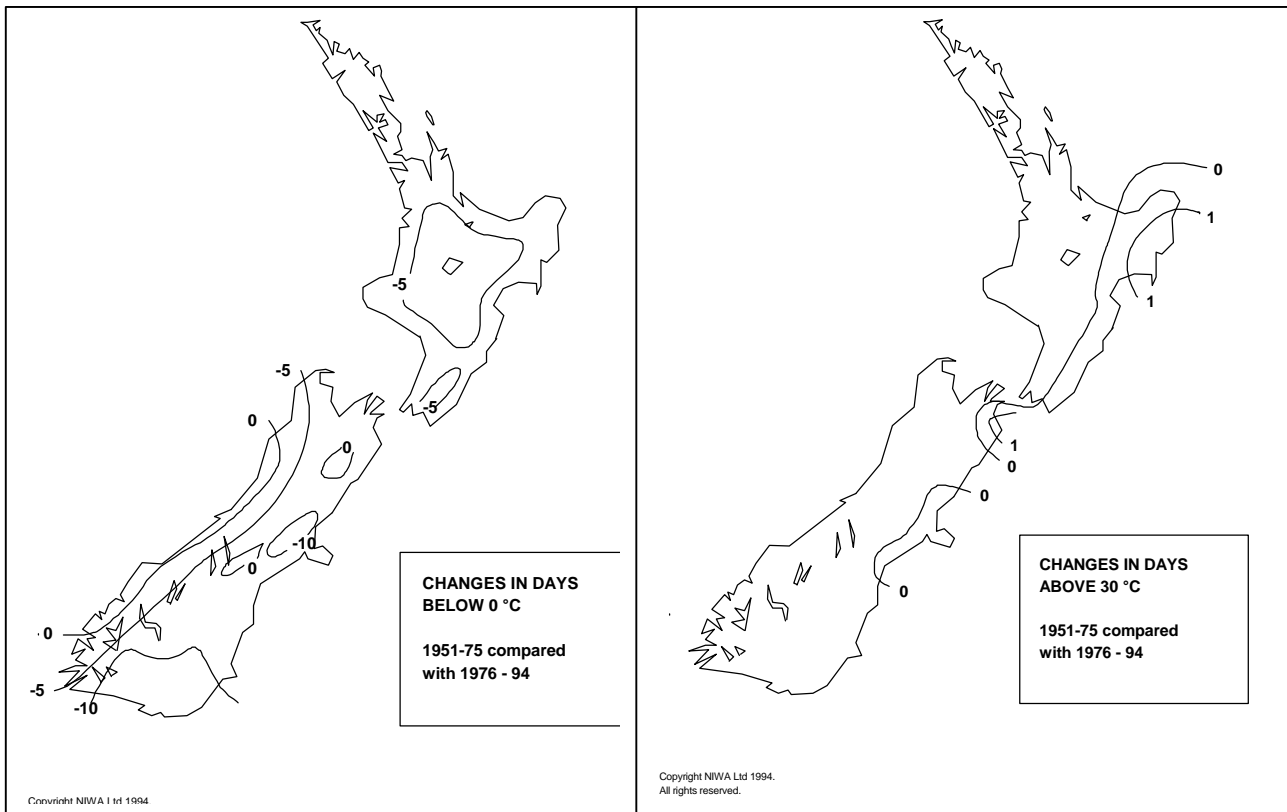 -5
-5
-5
0
0
-10
0
0
-5
-10
CHANGES IN DAYS
BELOW 0 °C
1951-75 compared
with 1976 - 94
Copyright NIWA Ltd 1994.
0
1
1
1
0
0
0
CHANGES IN DAYS
ABOVE 30 °C
1951-75 compared
with 1976 - 94
Copyright NIWA Ltd 1994.
All rights reserved.